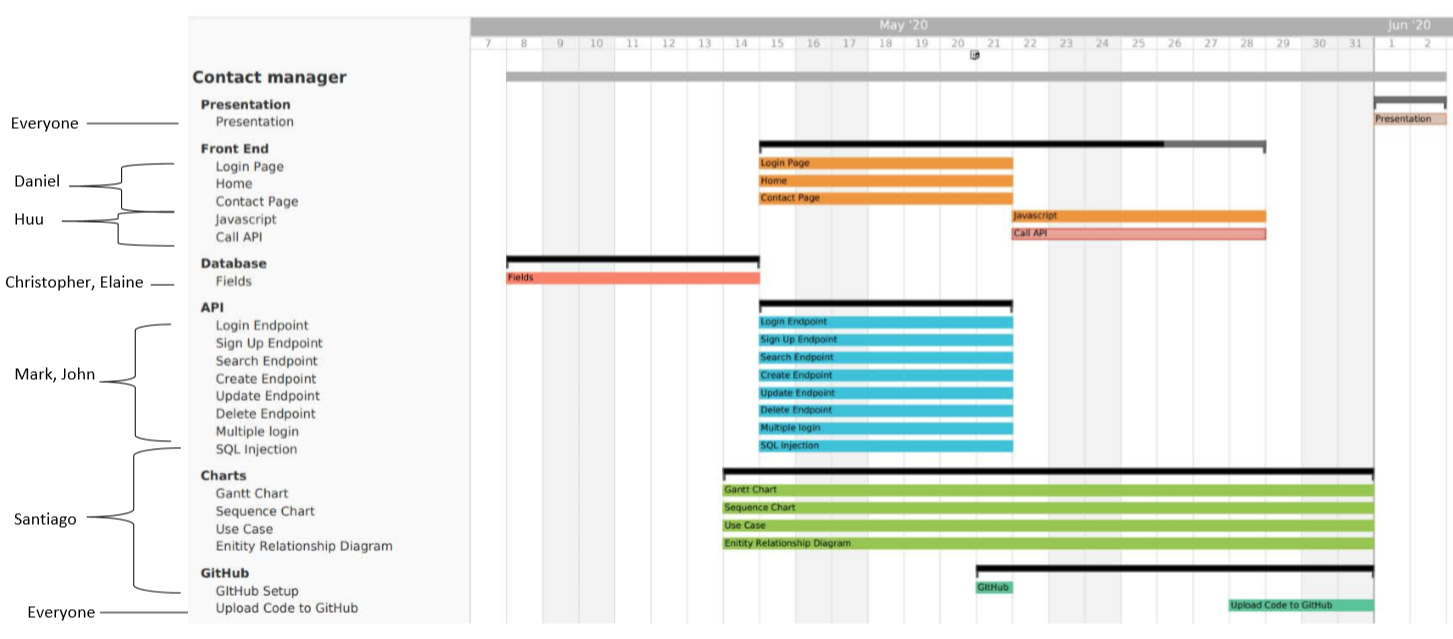 May '20 Jun '20
7 8 9 10 11 12 13 14 15 16 17 18 19 20 21 22 23 24 25 26 27 28 29 30 31 1 2
Contact manager
Presentation
Everyone Presentation Presentation
Front End
Login Page Login Page
Daniel Home Home
Contact Page Contact Page
Huu Javascript Javascript
Call API Call API
Database
Christopher, Elaine Fields Fields
API
Login Endpoint Login Endpoint
Sign Up Endpoint Sign Up Endpoint
Search Endpoint Search Endpoint
Mark, John Create Endpoint Create Endpoint
Update Endpoint Update Endpoint
Delete Endpoint Delete Endpoint
Multiple login Multiple login
SQL Injection SQL Injection
Charts
Gantt Chart Gantt Chart
Sequence Chart Sequence Chart
Santiago Use Case Use Case
Enitity Relationship Diagram Enitity Relationship Diagram
GitHub
GItHub Setup GItHub
Everyone Upload Code to GitHub Upload Code to GitHub